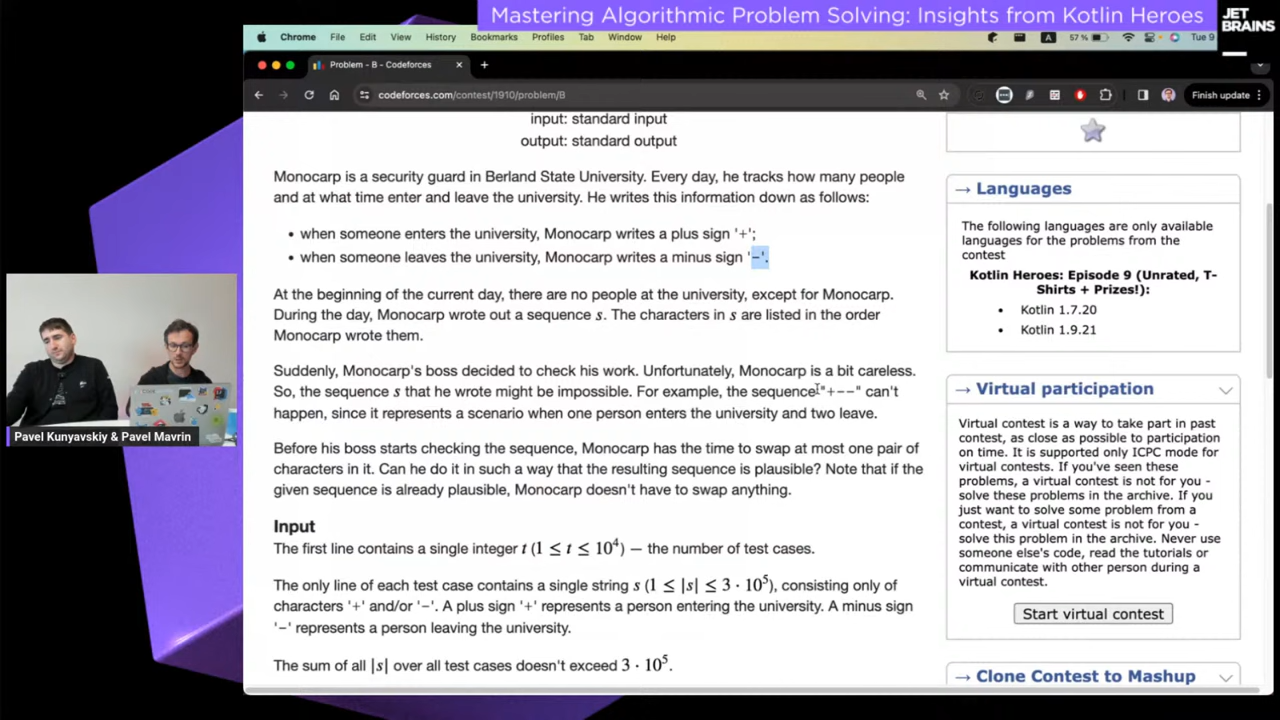 Mastering Algorithmic Problem Solving: Insights from Kotlin Heroes
JET
BRAINS
Chrome File Edit View History Bookmarks Profiles Tab Window Help
A 57 % Tue 9
Problem - B - Codeforces
codeforces.com/contest/1910/problem/B
Finish update
input: standard input
output: standard output
Monocarp is a security guard in Berland State University. Every day, he tracks how many people
and at what time enter and leave the university. He writes this information down as follows:
• when someone enters the university, Monocarp writes a plus sign '+';
• when someone leaves the university, Monocarp writes a minus sign '−'.
At the beginning of the current day, there are no people at the university, except for Monocarp.
During the day, Monocarp wrote out a sequence s. The characters in s are listed in the order
Monocarp wrote them.
Suddenly, Monocarp's boss decided to check his work. Unfortunately, Monocarp is a bit careless.
So, the sequence s that he wrote might be impossible. For example, the sequence "+−−" can't
happen, since it represents a scenario when one person enters the university and two leave.
Before his boss starts checking the sequence, Monocarp has the time to swap at most one pair of
characters in it. Can he do it in such a way that the resulting sequence is plausible? Note that if the
given sequence is already plausible, Monocarp doesn't have to swap anything.
Input
The first line contains a single integer t (1 ≤ t ≤ 10⁴) — the number of test cases.
The only line of each test case contains a single string s (1 ≤ |s| ≤ 3 · 10⁵), consisting only of
characters '+' and/or '−'. A plus sign '+' represents a person entering the university. A minus sign
'−' represents a person leaving the university.
The sum of all |s| over all test cases doesn't exceed 3 · 10⁵.
→ Languages
The following languages are only available
languages for the problems from the
contest
Kotlin Heroes: Episode 9 (Unrated, T-
Shirts + Prizes!):
• Kotlin 1.7.20
• Kotlin 1.9.21
→ Virtual participation
Virtual contest is a way to take part in past
contest, as close as possible to participation
on time. It is supported only ICPC mode for
virtual contests. If you've seen these
problems, a virtual contest is not for you -
solve these problems in the archive. If you
just want to solve some problem from a
contest, a virtual contest is not for you -
solve this problem in the archive. Never use
someone else's code, read the tutorials or
communicate with other person during a
virtual contest.
Start virtual contest
→ Clone Contest to Mashup
Pavel Kunyavskiy & Pavel Mavrin